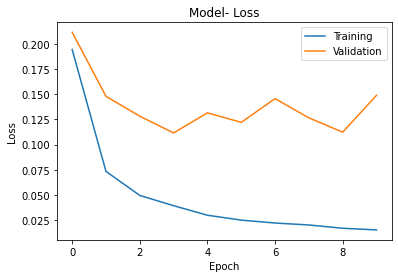 Model- Loss
Training
Validation
0.200
0.175
0.150
0.125
0.100
0.075
0.050
0.025
Loss
0 2 4 6 8
Epoch